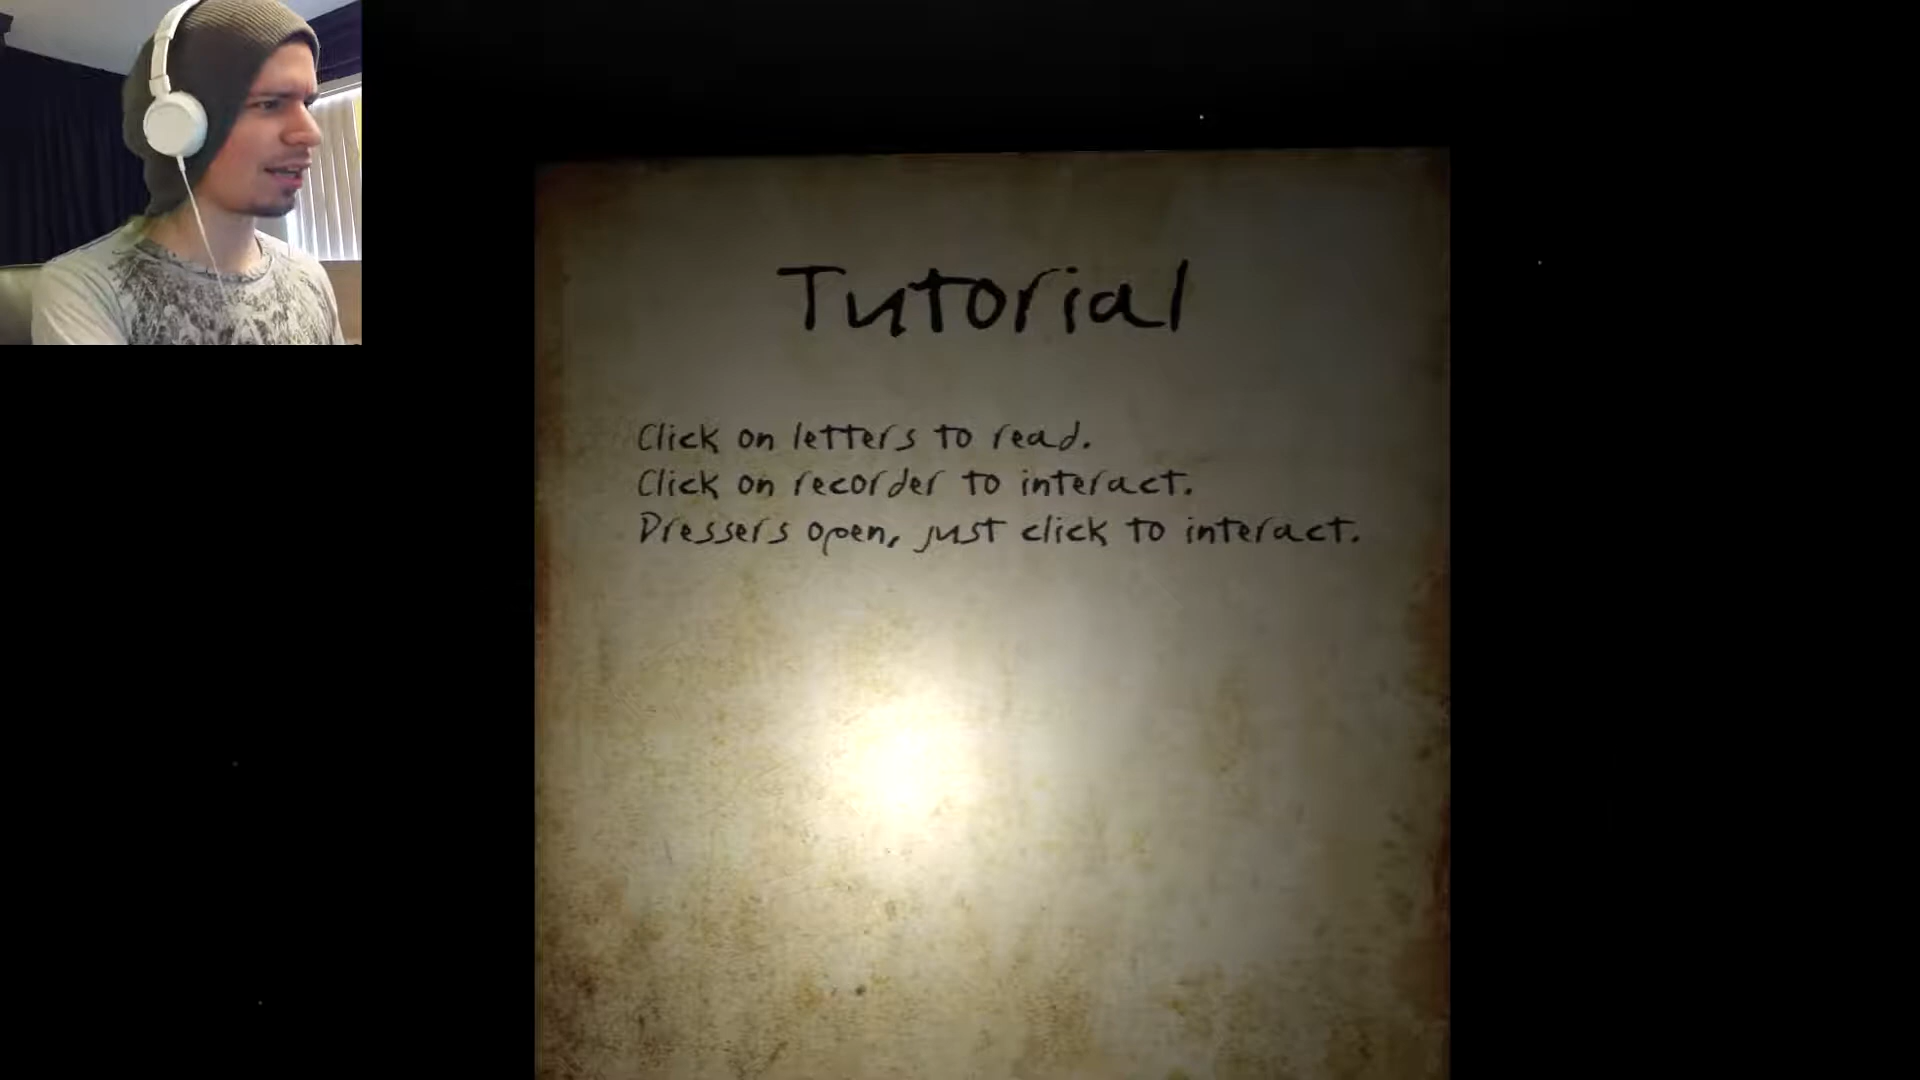 Tutorial
Click on letters to read.
Click on recorder to interact.
Dressers open, just click to interact.